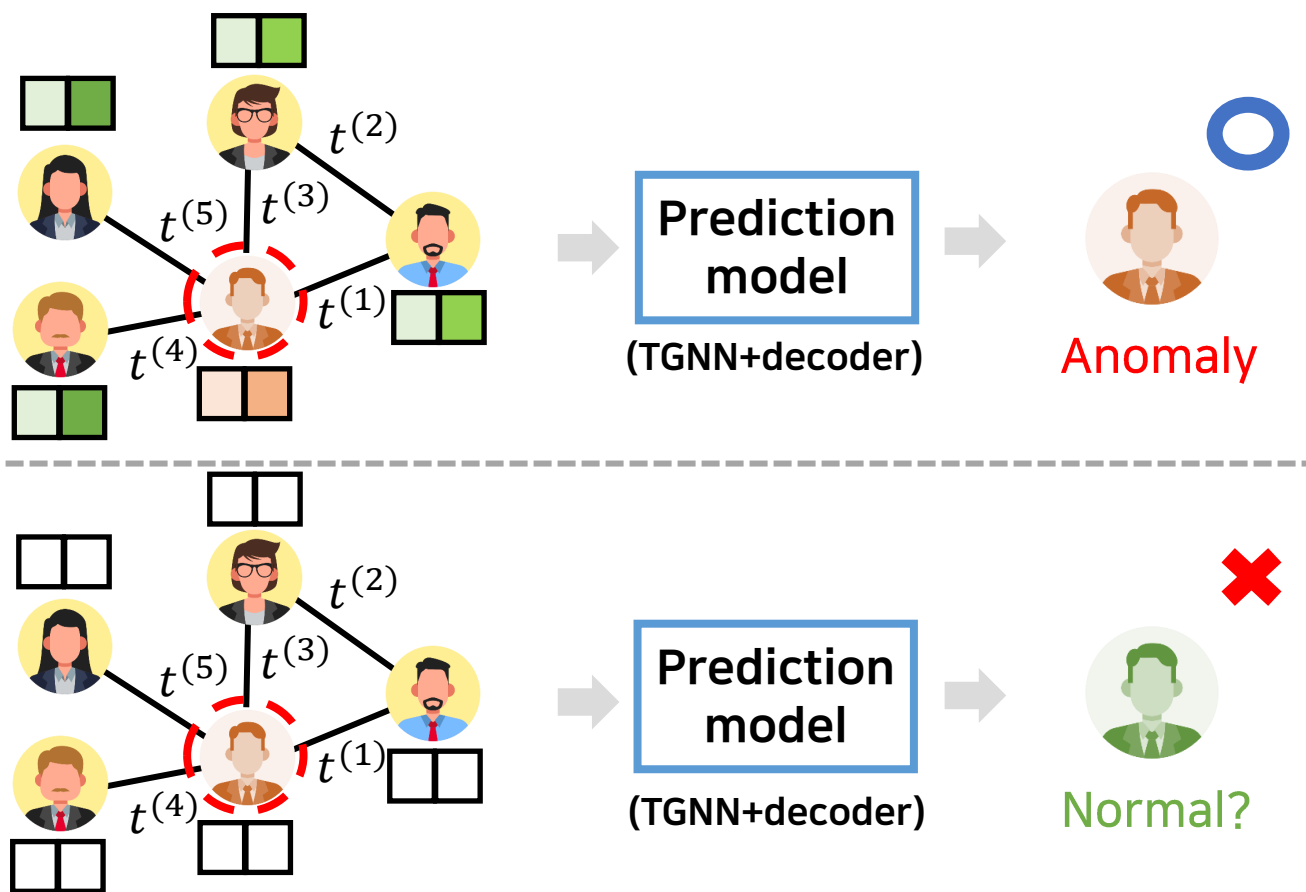 t^(2)
t^(5)
t^(3)
t^(1)
t^(4)
Prediction
model
(TGNN+decoder)
Anomaly
t^(2)
t^(5)
t^(3)
t^(1)
t^(4)
Prediction
model
(TGNN+decoder)
Normal?